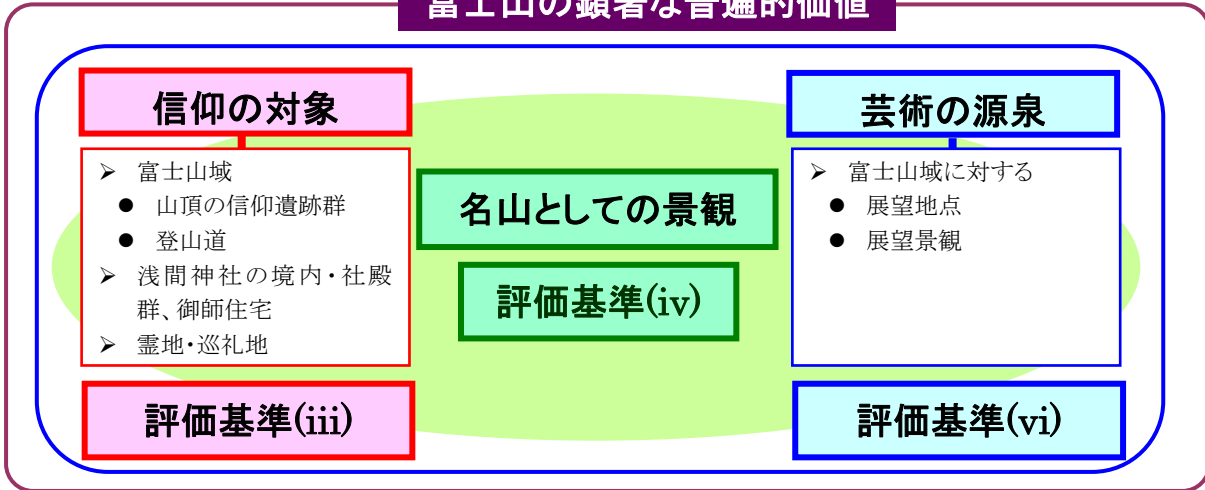 富士山の顕著な普遍的価値
信仰の対象
➢ 富士山域
● 山頂の信仰遺跡群
● 登山道
➢ 浅間神社の境内・社殿
群、御師住宅
➢ 霊地・巡礼地
評価基準(iii)
名山としての景観
評価基準(iv)
芸術の源泉
➢ 富士山域に対する
● 展望地点
● 展望景観
評価基準(vi)